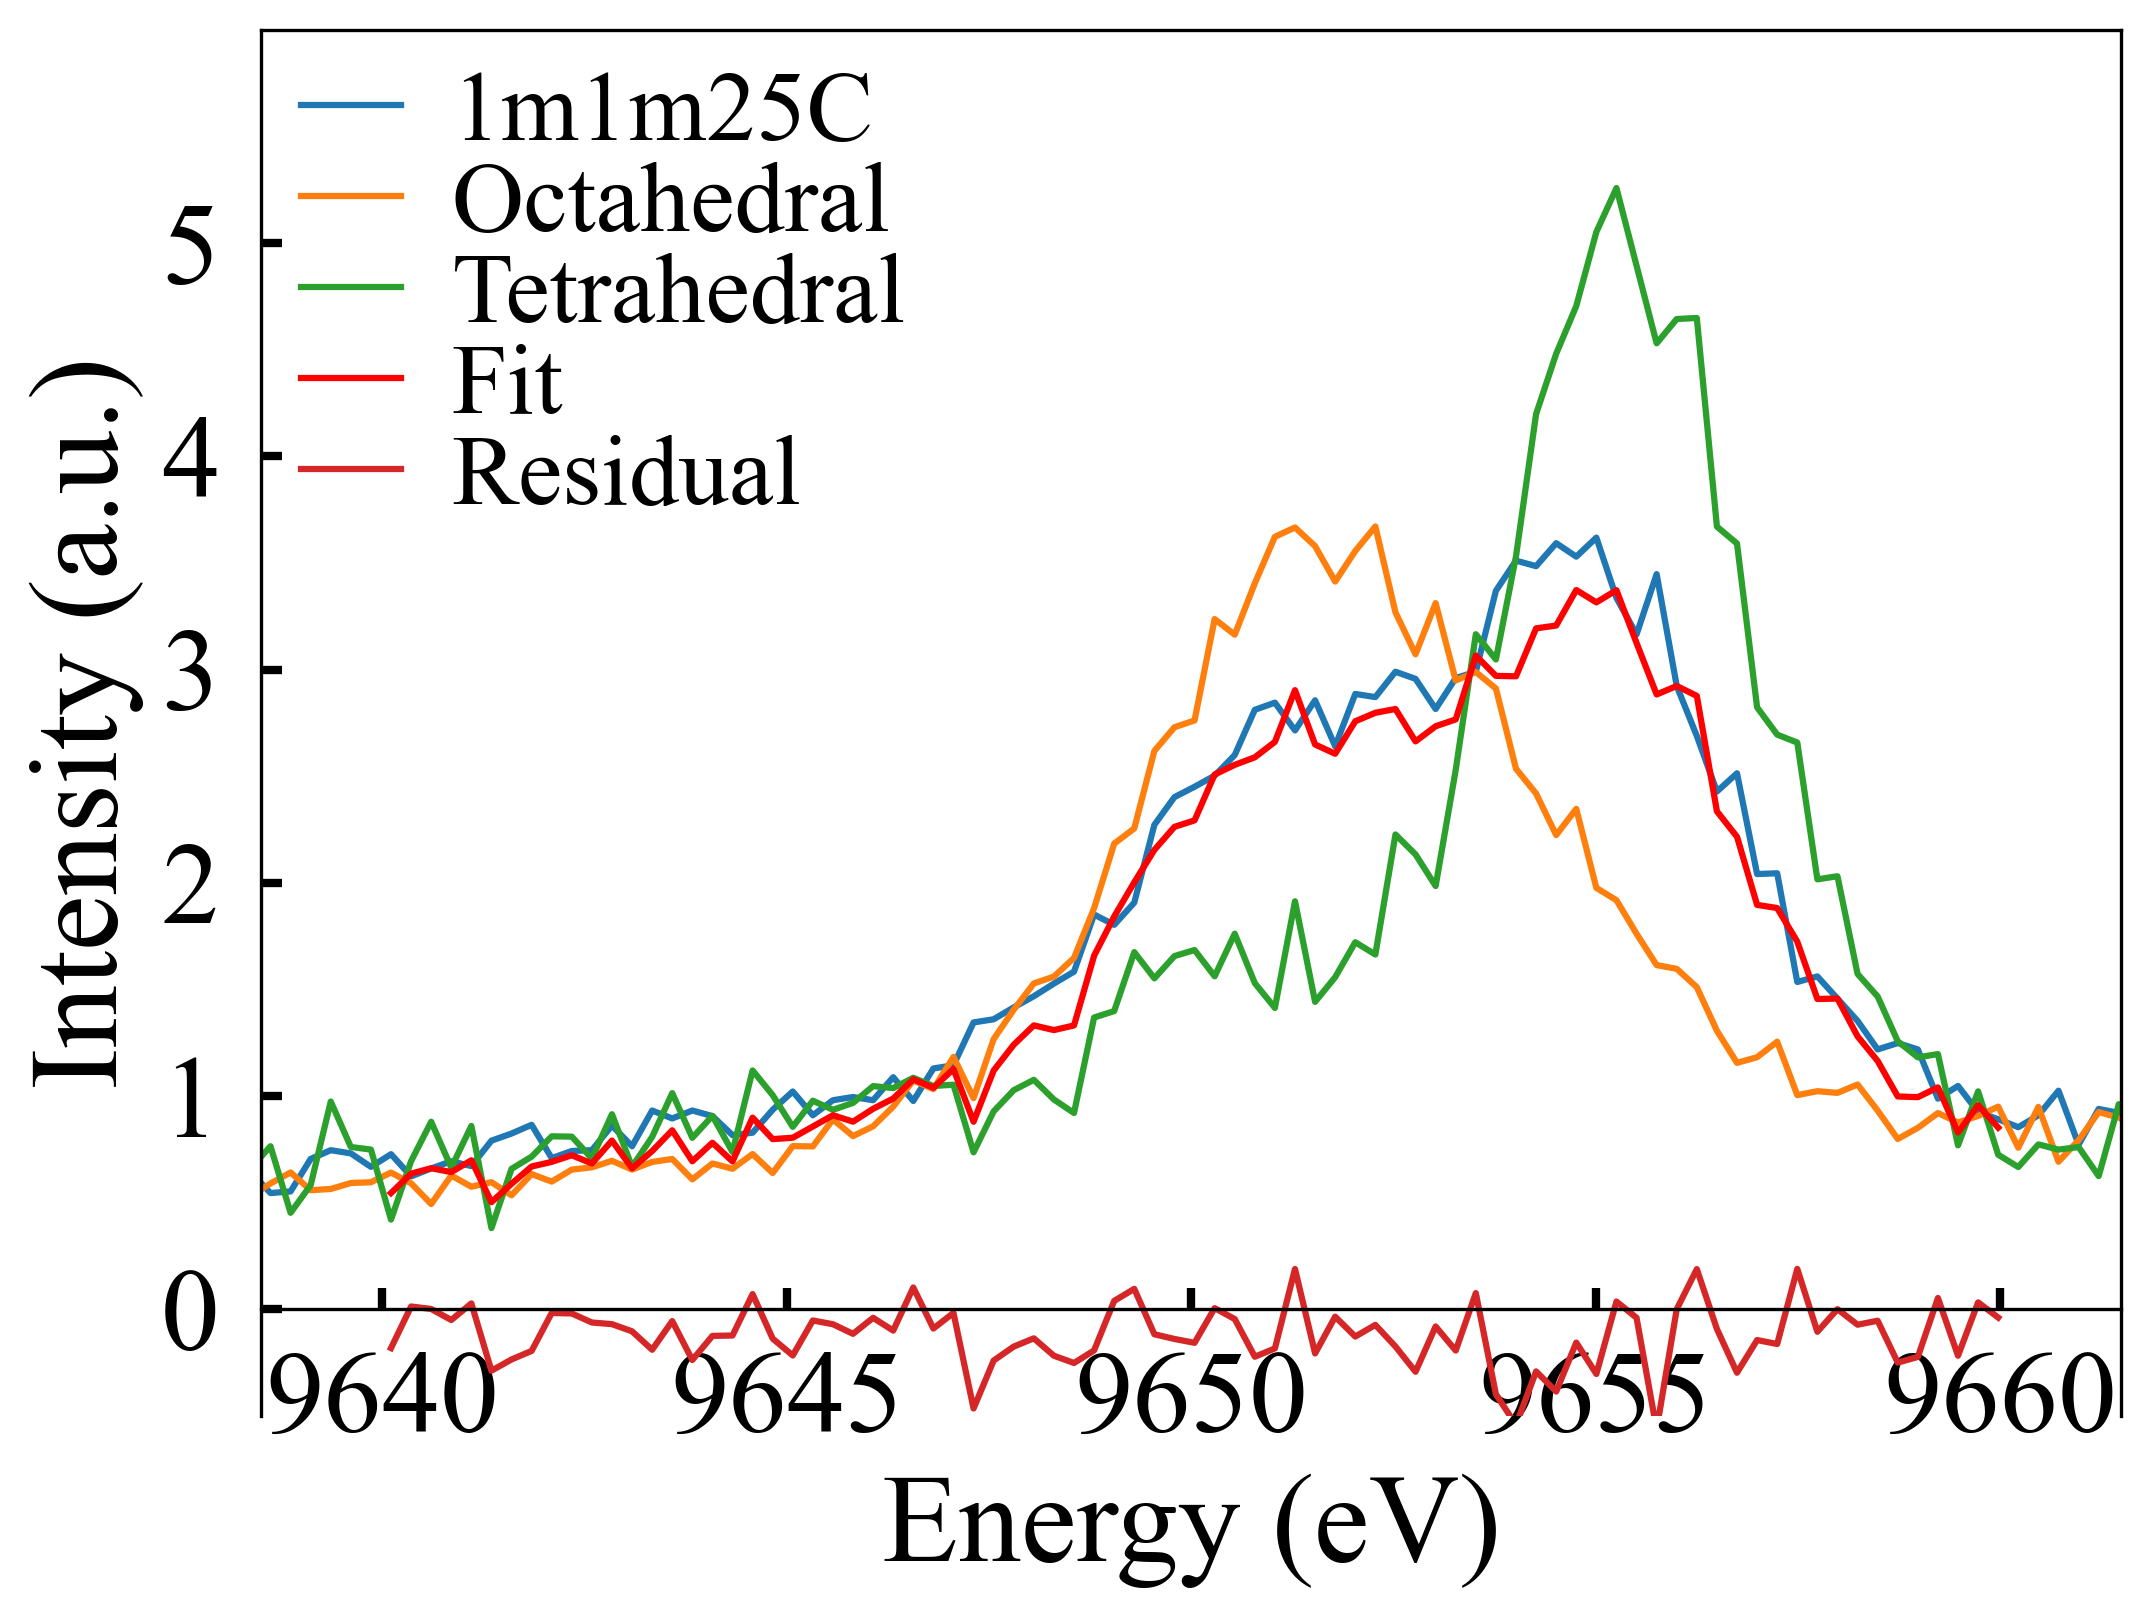 1m1m25C
Octahedral
Tetrahedral
Fit
Residual
5
4
3
2
1
0
Intensity (a.u.)
9640 9645 9650 9655 9660
Energy (eV)